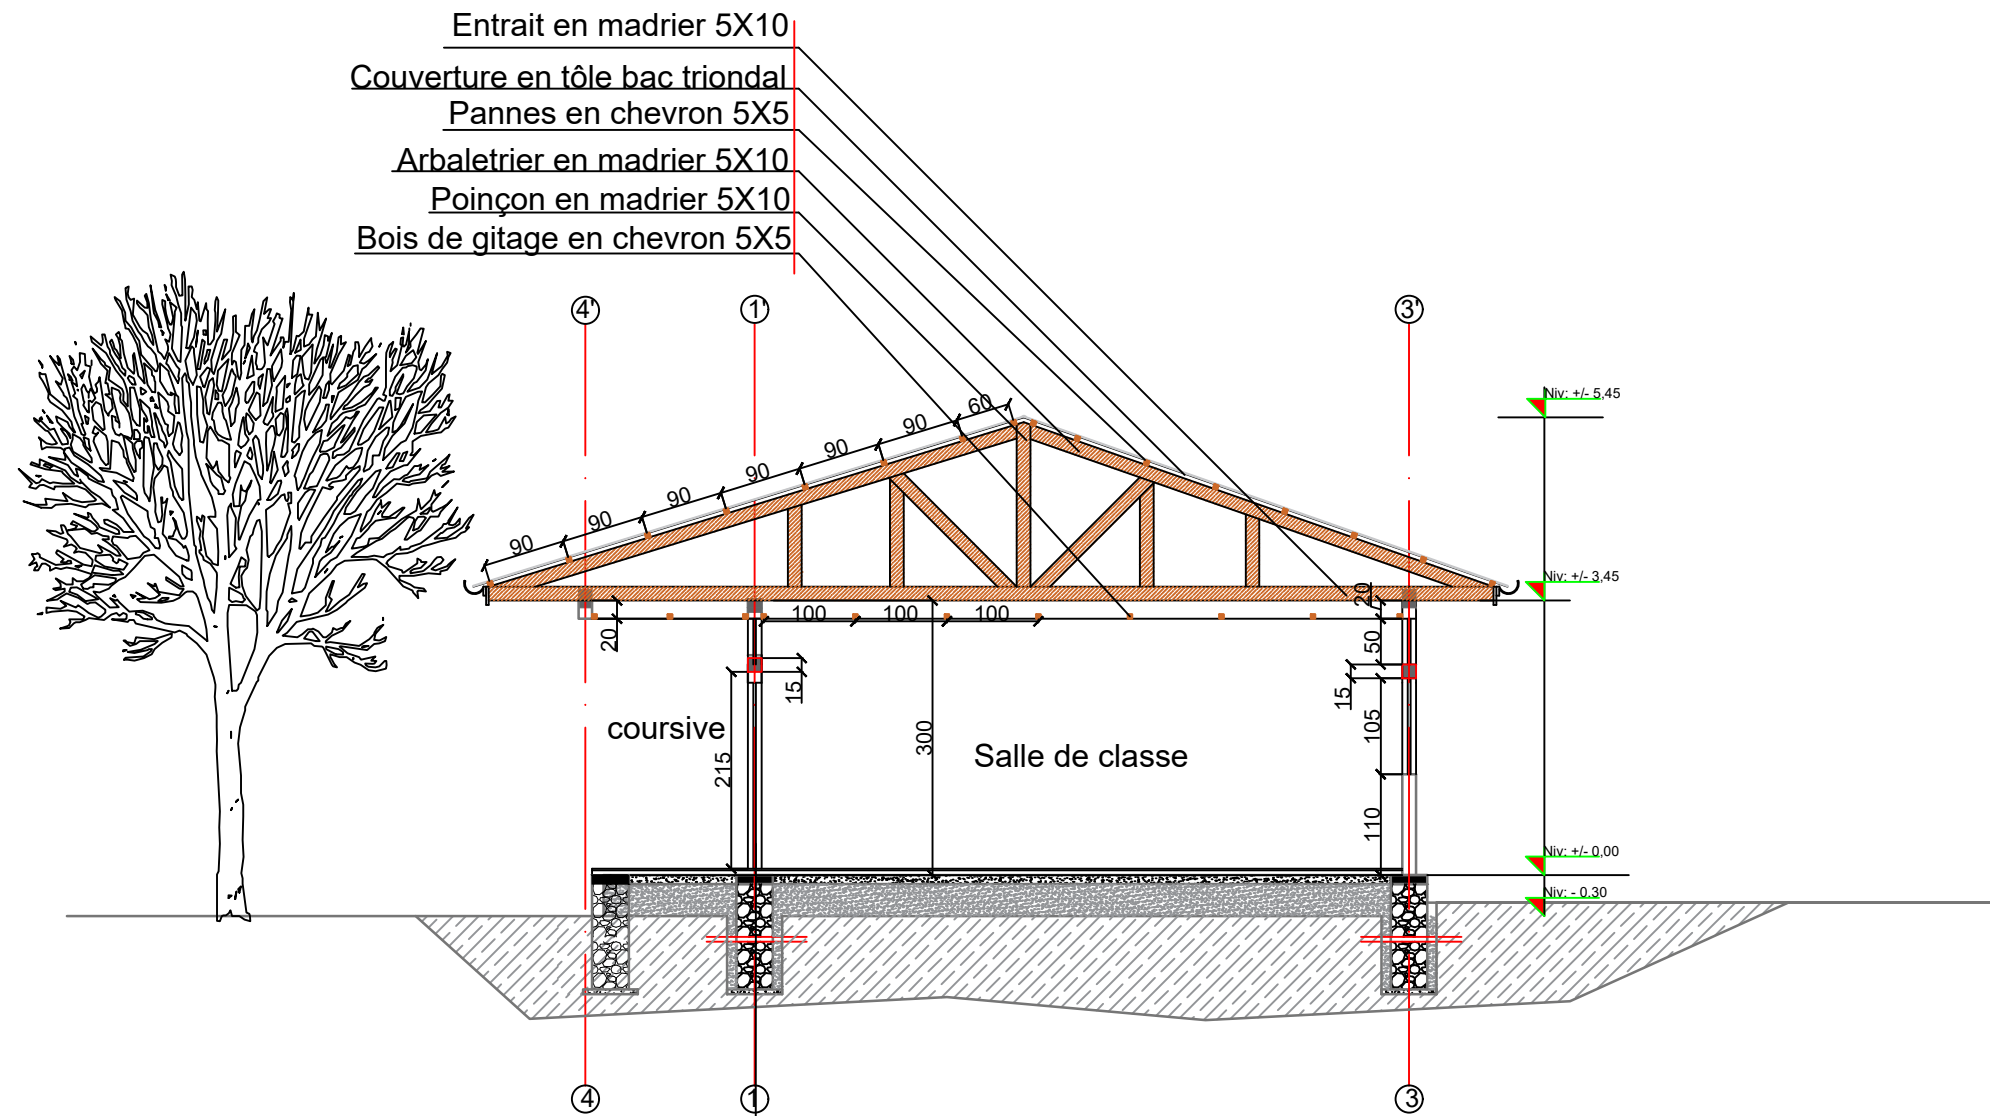 Entrait en madrier 5X10
Couverture en tôle bac triondal
Pannes en chevron 5X5
Arbaletrier en madrier 5X10
Poinçon en madrier 5X10
Bois de gitage en chevron 5X5
4' 1' 3'
Niv: +/- 5,45
60
90
90
90
90
90
90
Niv: +/- 3,45
20
100 100 100
20
50
15
15
coursive
105
300
215
Salle de classe
110
Niv: +/- 0,00
Niv: - 0,30
4 1 3